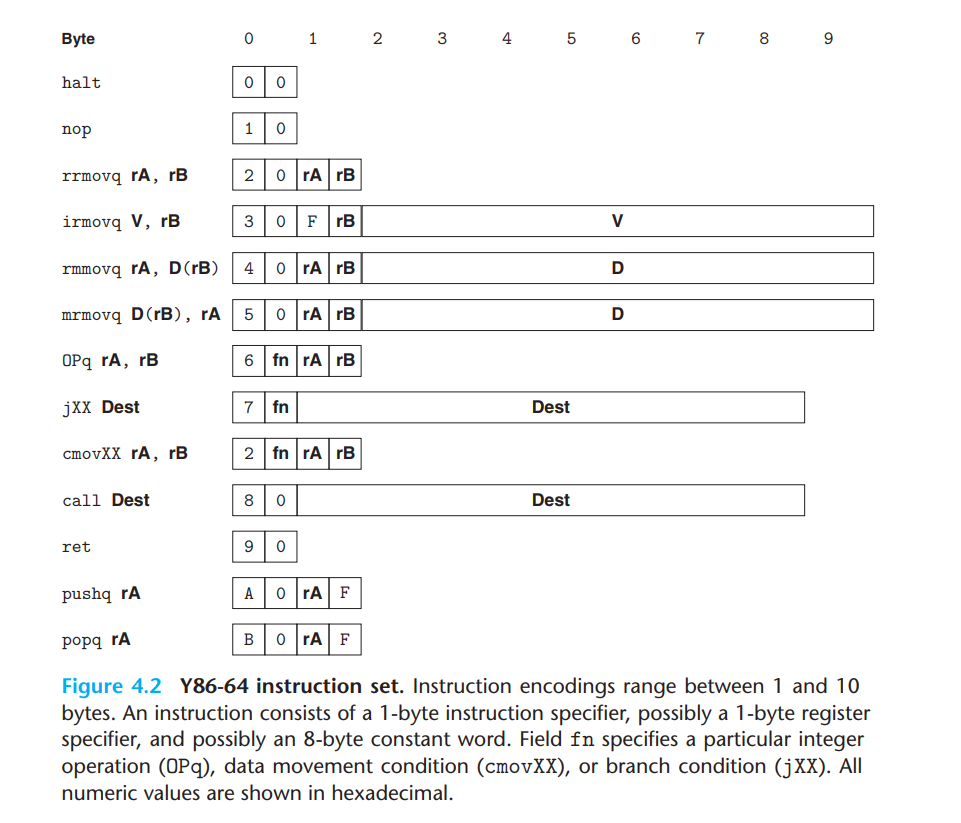 Byte 0 1 2 3 4 5 6 7 8 9
halt 0 0
nop 1 0
rrmovq rA, rB 2 0 rA rB
irmovq V, rB 3 0 F rB V
rmmovq rA, D(rB) 4 0 rA rB D
mrmovq D(rB), rA 5 0 rA rB D
OPq rA, rB 6 fn rA rB
jXX Dest 7 fn Dest
cmovXX rA, rB 2 fn rA rB
call Dest 8 0 Dest
ret 9 0
pushq rA A 0 rA F
popq rA B 0 rA F
Figure 4.2 Y86-64 instruction set. Instruction encodings range between 1 and 10
bytes. An instruction consists of a 1-byte instruction specifier, possibly a 1-byte register
specifier, and possibly an 8-byte constant word. Field fn specifies a particular integer
operation (OPq), data movement condition (cmovXX), or branch condition (jXX). All
numeric values are shown in hexadecimal.